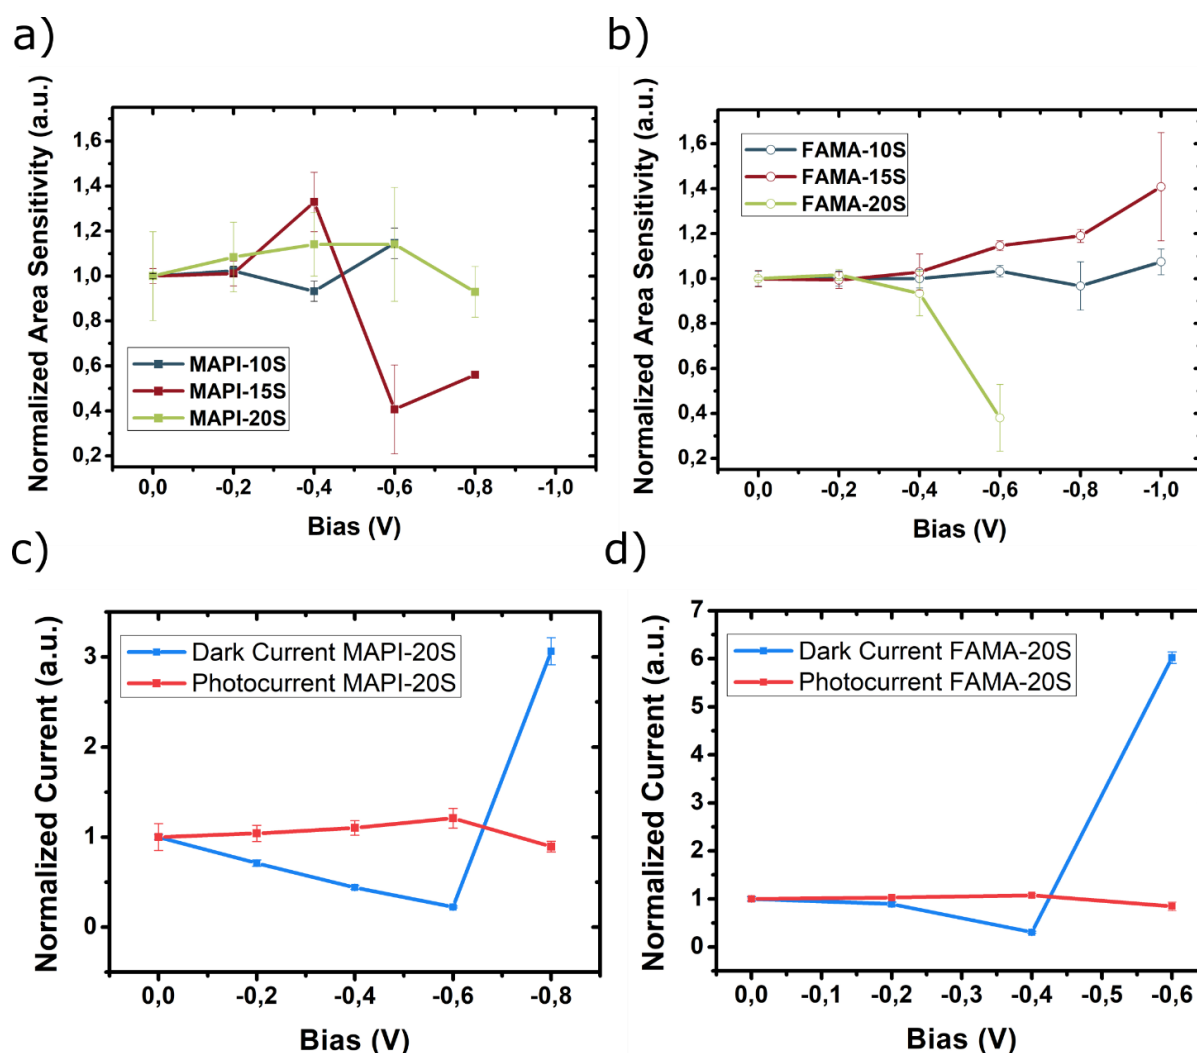 a)
Normalized Area Sensitivity (a.u.)
1,6
1,4
1,2
1,0
0,8
0,6
0,4
0,2
MAPI-10S
MAPI-15S
MAPI-20S
0,0 -0,2 -0,4 -0,6 -0,8 -1,0
Bias (V)
b)
Normalized Area Sensitivity (a.u.)
1,6
1,4
1,2
1,0
0,8
0,6
0,4
0,2
FAMA-10S
FAMA-15S
FAMA-20S
0,0 -0,2 -0,4 -0,6 -0,8 -1,0
Bias (V)
c)
Normalized Current (a.u.)
3
2
1
0
Dark Current MAPI-20S
Photocurrent MAPI-20S
0,0 -0,2 -0,4 -0,6 -0,8
Bias (V)
d)
Normalized Current (a.u.)
7
6
5
4
3
2
1
0
Dark Current FAMA-20S
Photocurrent FAMA-20S
0,0 -0,1 -0,2 -0,3 -0,4 -0,5 -0,6
Bias (V)